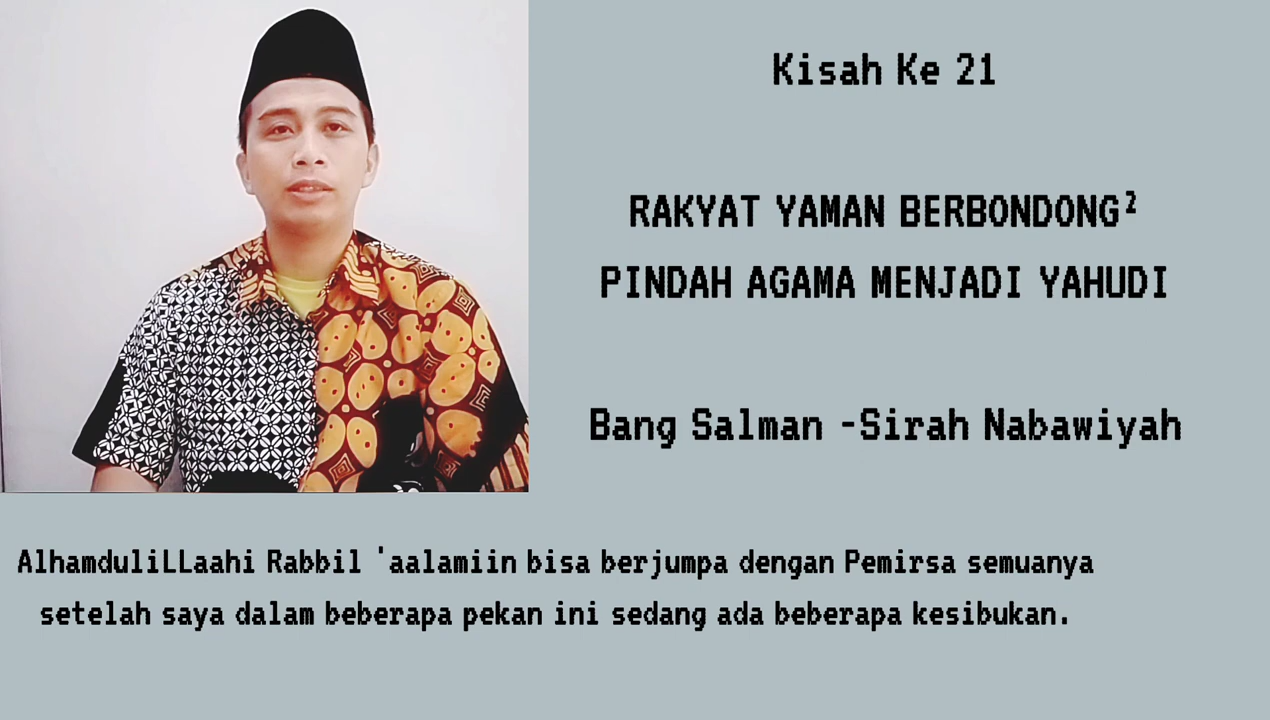 Kisah Ke 21
RAKYAT YAMAN BERBONDONG²
PINDAH AGAMA MENJADI YAHUDI
Bang Salman -Sirah Nabawiyah
AlhamduliLLaahi Rabbil 'aalamiin bisa berjumpa dengan Pemirsa semuanya
setelah saya dalam beberapa pekan ini sedang ada beberapa kesibukan.